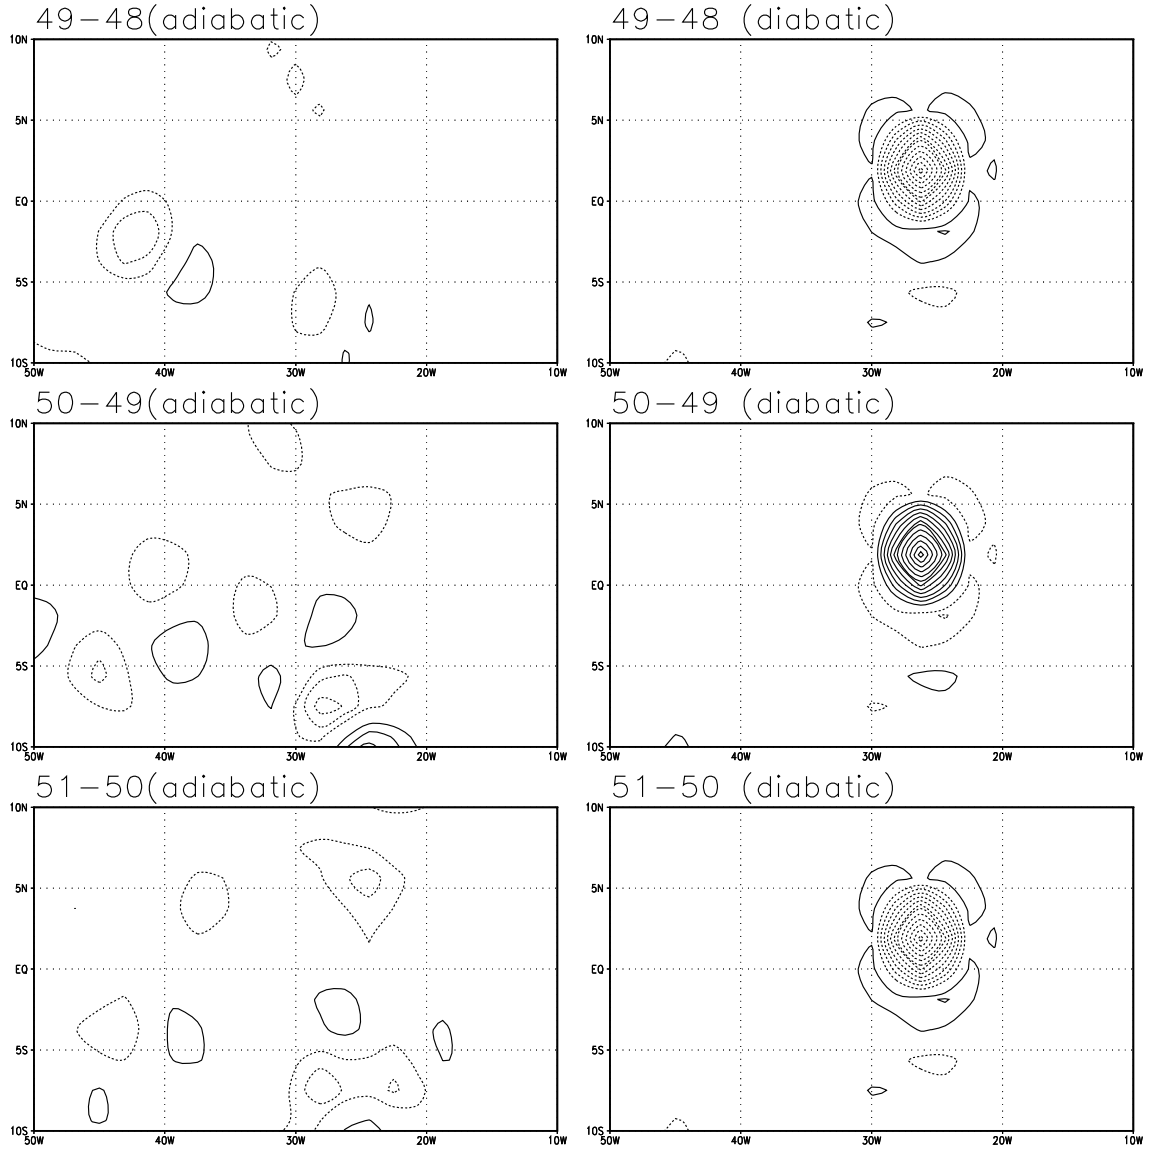 49-48(adiabatic) 49-48 (diabatic)
10N 10N
5N 5N
EQ EQ
5S 5S
10S 10S
50W 40W 30W 20W 10W 50W 40W 30W 20W 10W
50-49(adiabatic) 50-49 (diabatic)
10N 10N
5N 5N
EQ EQ
5S 5S
10S 10S
50W 40W 30W 20W 10W 50W 40W 30W 20W 10W
51-50(adiabatic) 51-50 (diabatic)
10N 10N
5N 5N
EQ EQ
5S 5S
10S 10S
50W 40W 30W 20W 10W 50W 40W 30W 20W 10W